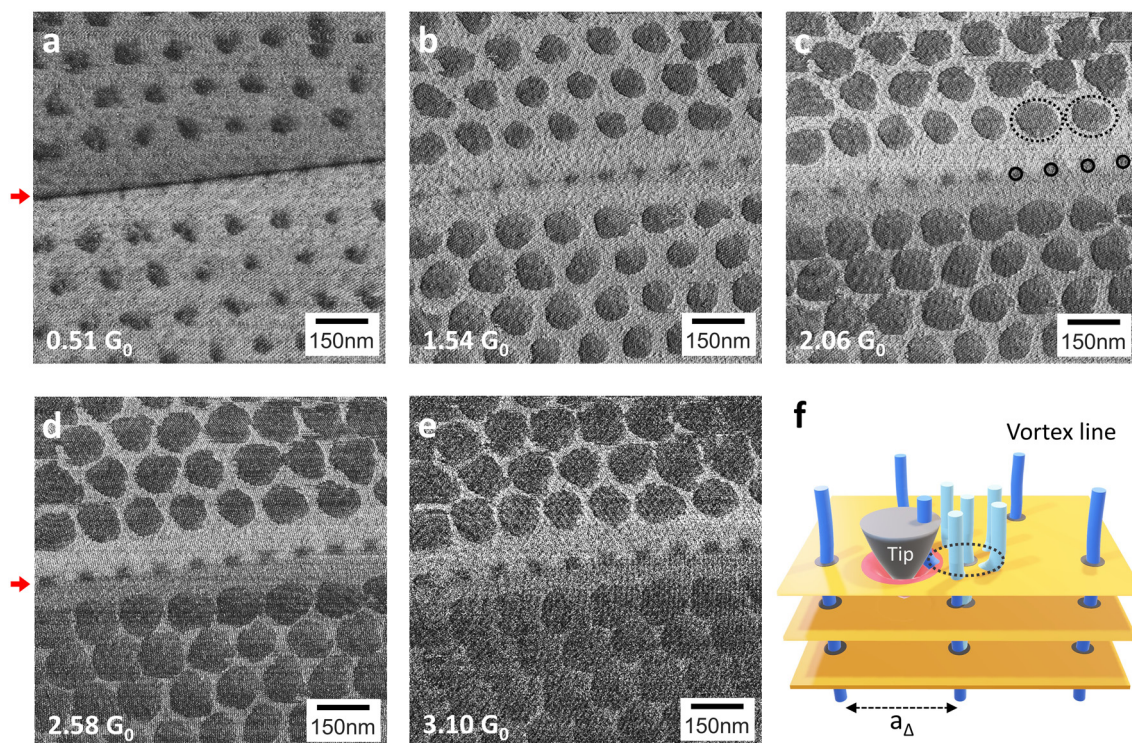 a
0.51 G₀
150nm
b
1.54 G₀
150nm
c
2.06 G₀
150nm
d
2.58 G₀
150nm
e
3.10 G₀
150nm
f
Vortex line
Tip
a_Δ